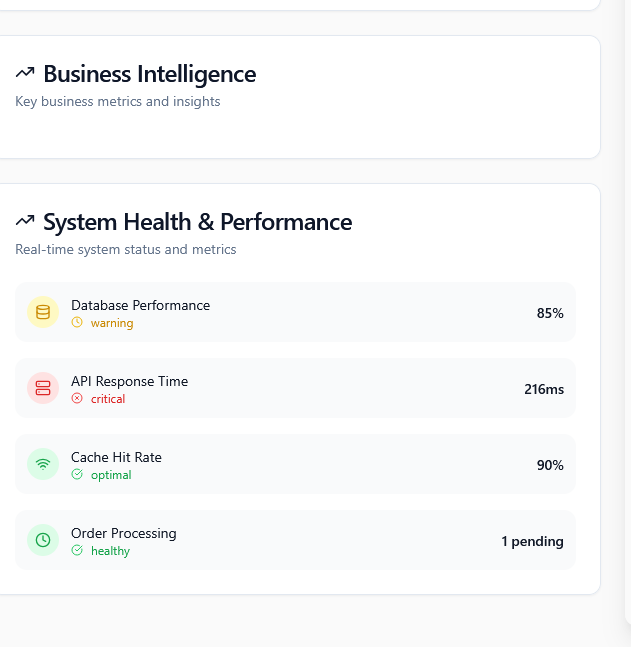 Business Intelligence
Key business metrics and insights
System Health & Performance
Real-time system status and metrics
Database Performance
warning
85%
API Response Time
critical
216ms
Cache Hit Rate
optimal
90%
Order Processing
healthy
1 pending